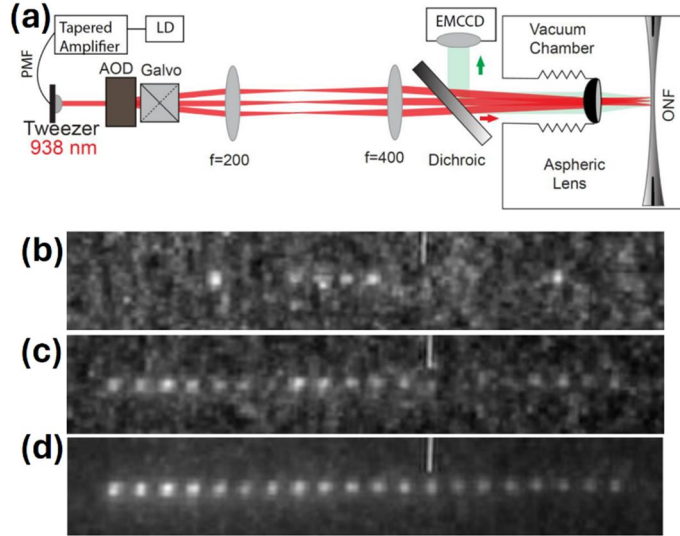 (a)
Tapered
Amplifier
LD
PMF
AOD
Galvo
Tweezer
938 nm
f=200
f=400
EMCCD
Dichroic
Vacuum
Chamber
Aspheric
Lens
ONF
(b)
(c)
(d)